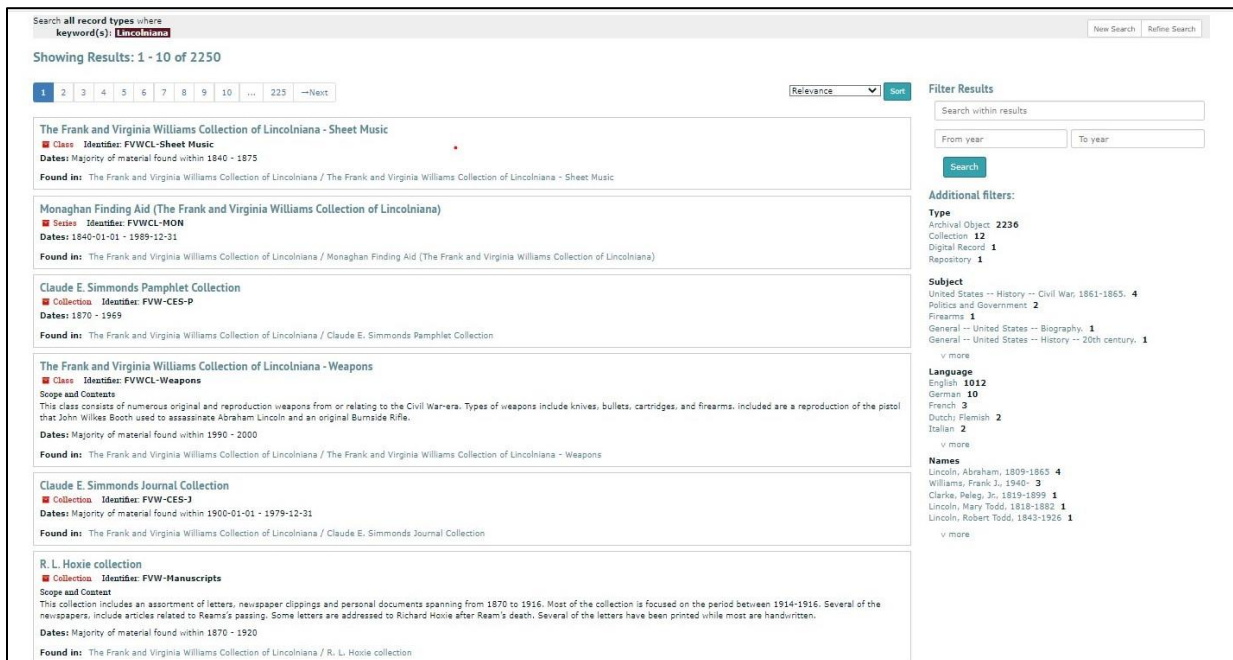 Search all record types where
keyword(s): Lincolniana
New Search Refine Search
Showing Results: 1 - 10 of 2250
1 2 3 4 5 6 7 8 9 10 ... 225 →Next
Relevance Sort
The Frank and Virginia Williams Collection of Lincolniana - Sheet Music
Class Identifier: FVWCL-Sheet Music
Dates: Majority of material found within 1840 - 1875
Found in: The Frank and Virginia Williams Collection of Lincolniana / The Frank and Virginia Williams Collection of Lincolniana - Sheet Music
Monaghan Finding Aid (The Frank and Virginia Williams Collection of Lincolniana)
Series Identifier: FVWCL-MON
Dates: 1840-01-01 - 1989-12-31
Found in: The Frank and Virginia Williams Collection of Lincolniana / Monaghan Finding Aid (The Frank and Virginia Williams Collection of Lincolniana)
Claude E. Simmonds Pamphlet Collection
Collection Identifier: FVW-CES-P
Dates: 1870 - 1969
Found in: The Frank and Virginia Williams Collection of Lincolniana / Claude E. Simmonds Pamphlet Collection
The Frank and Virginia Williams Collection of Lincolniana - Weapons
Class Identifier: FVWCL-Weapons
Scope and Contents
This class consists of numerous original and reproduction weapons from or relating to the Civil War-era. Types of weapons include knives, bullets, cartridges, and firearms. included are a reproduction of the pistol
that John Wilkes Booth used to assassinate Abraham Lincoln and an original Burnside Rifle.
Dates: Majority of material found within 1990 - 2000
Found in: The Frank and Virginia Williams Collection of Lincolniana / The Frank and Virginia Williams Collection of Lincolniana - Weapons
Claude E. Simmonds Journal Collection
Collection Identifier: FVW-CES-J
Dates: Majority of material found within 1900-01-01 - 1979-12-31
Found in: The Frank and Virginia Williams Collection of Lincolniana / Claude E. Simmonds Journal Collection
R. L. Hoxie collection
Collection Identifier: FVW-Manuscripts
Scope and Content
This collection includes an assortment of letters, newspaper clippings and personal documents spanning from 1870 to 1916. Most of the collection is focused on the period between 1914-1916. Several of the
newspapers, include articles related to Reams's passing. Some letters are addressed to Richard Hoxie after Ream's death. Several of the letters have been printed while most are handwritten.
Dates: Majority of material found within 1870 - 1920
Found in: The Frank and Virginia Williams Collection of Lincolniana / R. L. Hoxie collection
Filter Results
Search within results
From year To year
Search
Additional filters:
Type
Archival Object 2236
Collection 12
Digital Record 1
Repository 1
Subject
United States -- History -- Civil War, 1861-1865. 4
Politics and Government 2
Firearms 1
General -- United States -- Biography. 1
General -- United States -- History -- 20th century. 1
v more
Language
English 1012
German 10
French 3
Dutch; Flemish 2
Italian 2
v more
Names
Lincoln, Abraham, 1809-1865 4
Williams, Frank J., 1940- 3
Clarke, Peleg, Jr., 1819-1899 1
Lincoln, Mary Todd, 1818-1882 1
Lincoln, Robert Todd, 1843-1926 1
v more